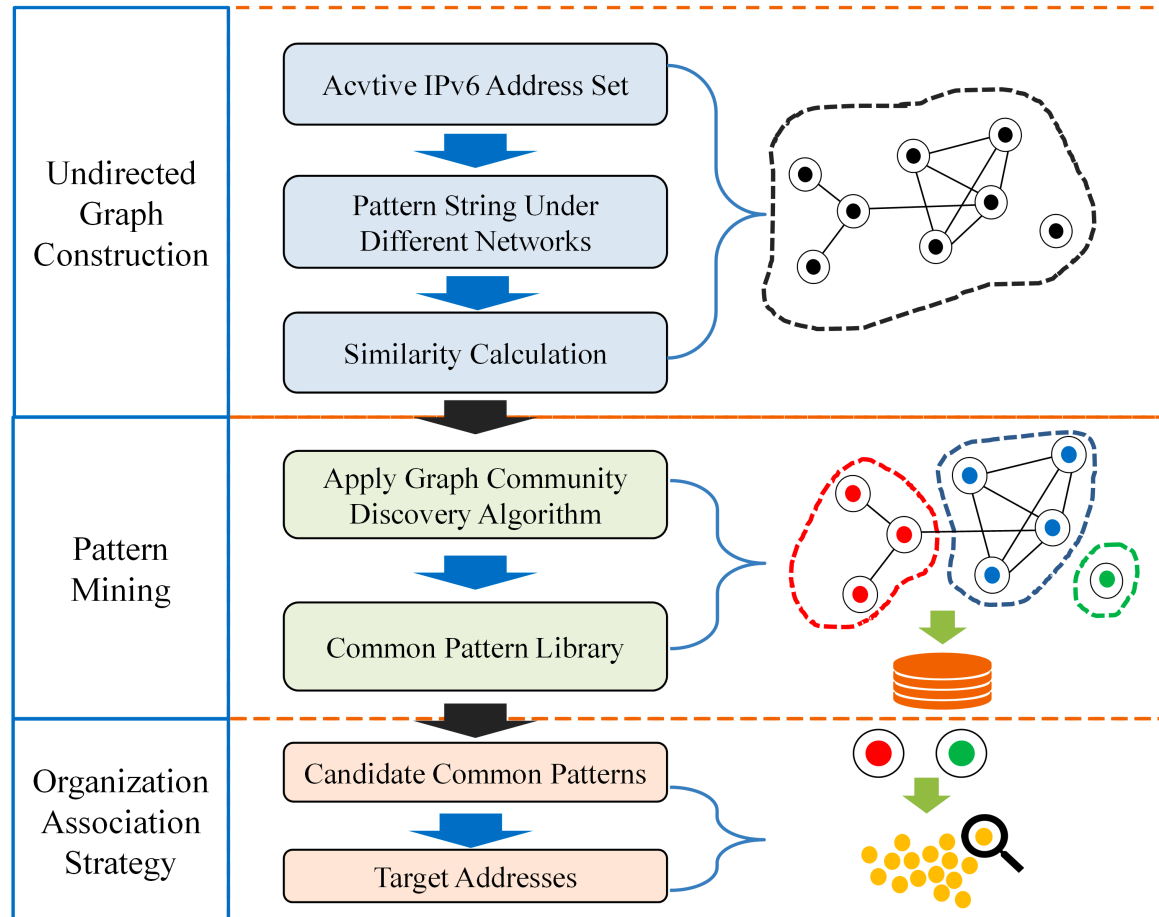 Undirected
Graph
Construction
Acvtive IPv6 Address Set
Pattern String Under
Different Networks
Similarity Calculation
Pattern
Mining
Apply Graph Community
Discovery Algorithm
Common Pattern Library
Organization
Association
Strategy
Candidate Common Patterns
Target Addresses